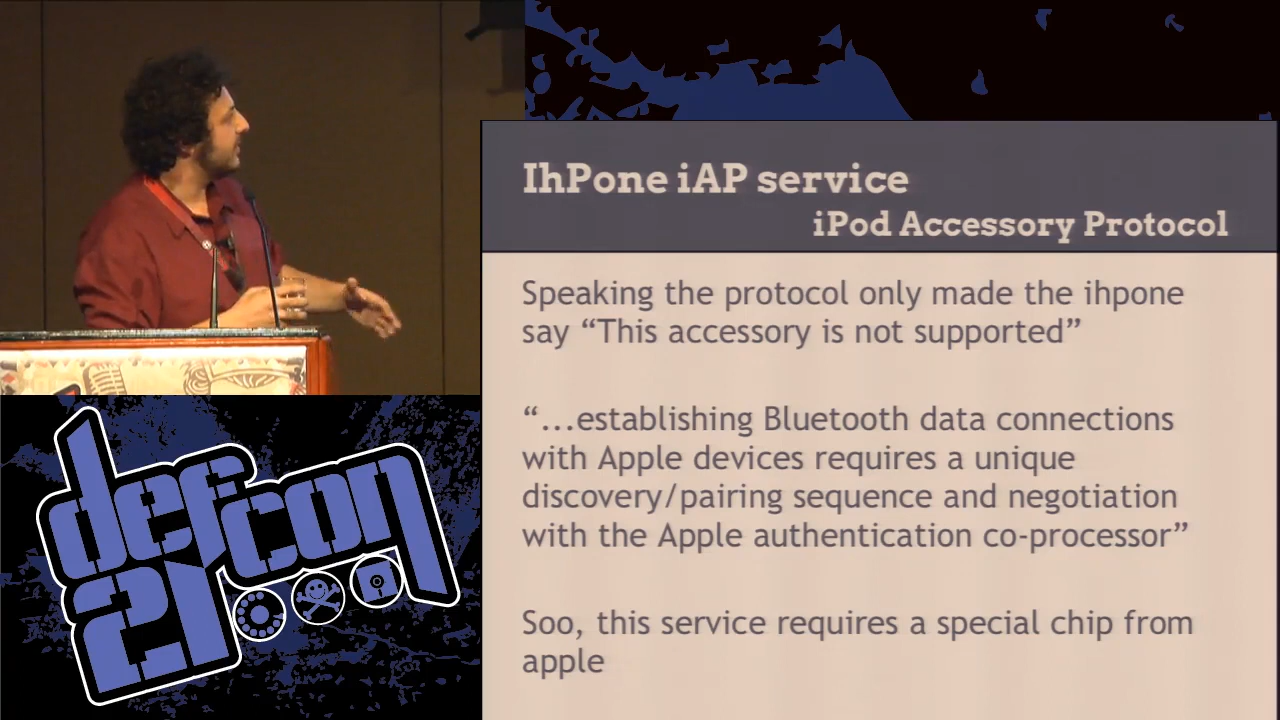 IhPone iAP service
iPod Accessory Protocol
Speaking the protocol only made the ihpone
say “This accessory is not supported”
“...establishing Bluetooth data connections
with Apple devices requires a unique
discovery/pairing sequence and negotiation
with the Apple authentication co-processor”
Soo, this service requires a special chip from
apple
defcon
21